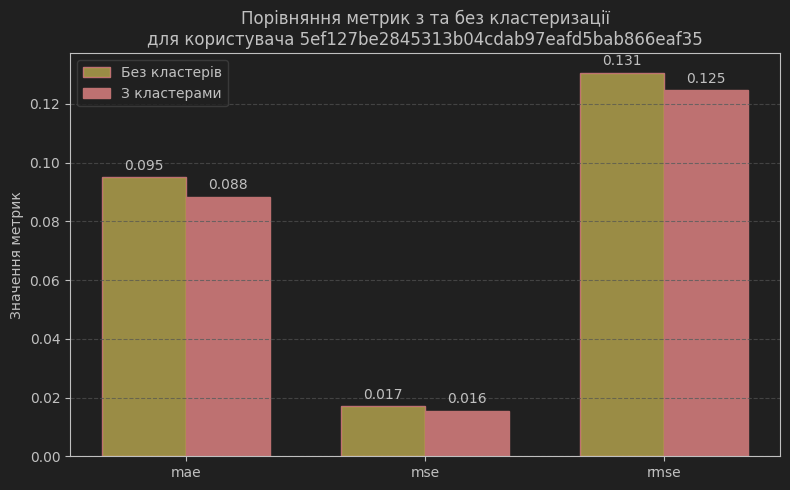 Порівняння метрик з та без кластеризації
для користувача 5ef127be2845313b04cdab97eafd5bab866eaf35
Без кластерів
З кластерами
Значення метрик
0.12
0.10
0.08
0.06
0.04
0.02
0.00
0.095
0.088
0.017
0.016
0.131
0.125
mae
mse
rmse